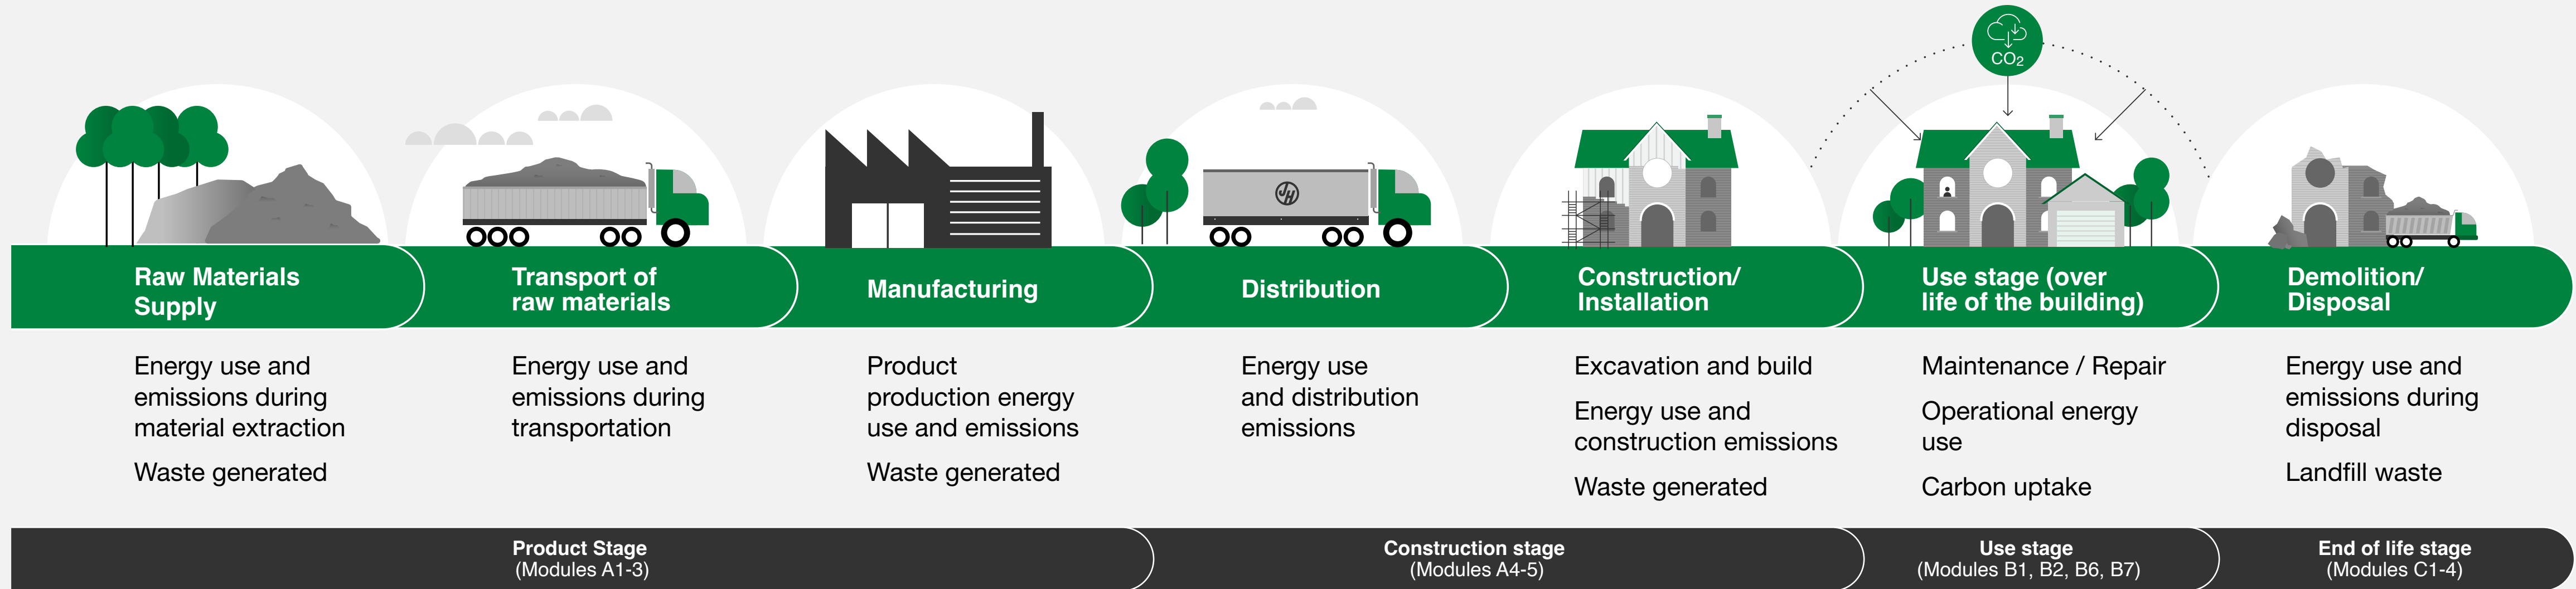 CO₂
JH
Raw Materials
Supply
Transport of
raw materials
Manufacturing
Distribution
Construction/
Installation
Use stage (over
life of the building)
Demolition/
Disposal
Energy use and
emissions during
material extraction
Waste generated
Energy use and
emissions during
transportation
Product
production energy
use and emissions
Waste generated
Energy use
and distribution
emissions
Excavation and build
Energy use and
construction emissions
Waste generated
Maintenance / Repair
Operational energy
use
Carbon uptake
Energy use and
emissions during
disposal
Landfill waste
Product Stage
(Modules A1-3)
Construction stage
(Modules A4-5)
Use stage
(Modules B1, B2, B6, B7)
End of life stage
(Modules C1-4)